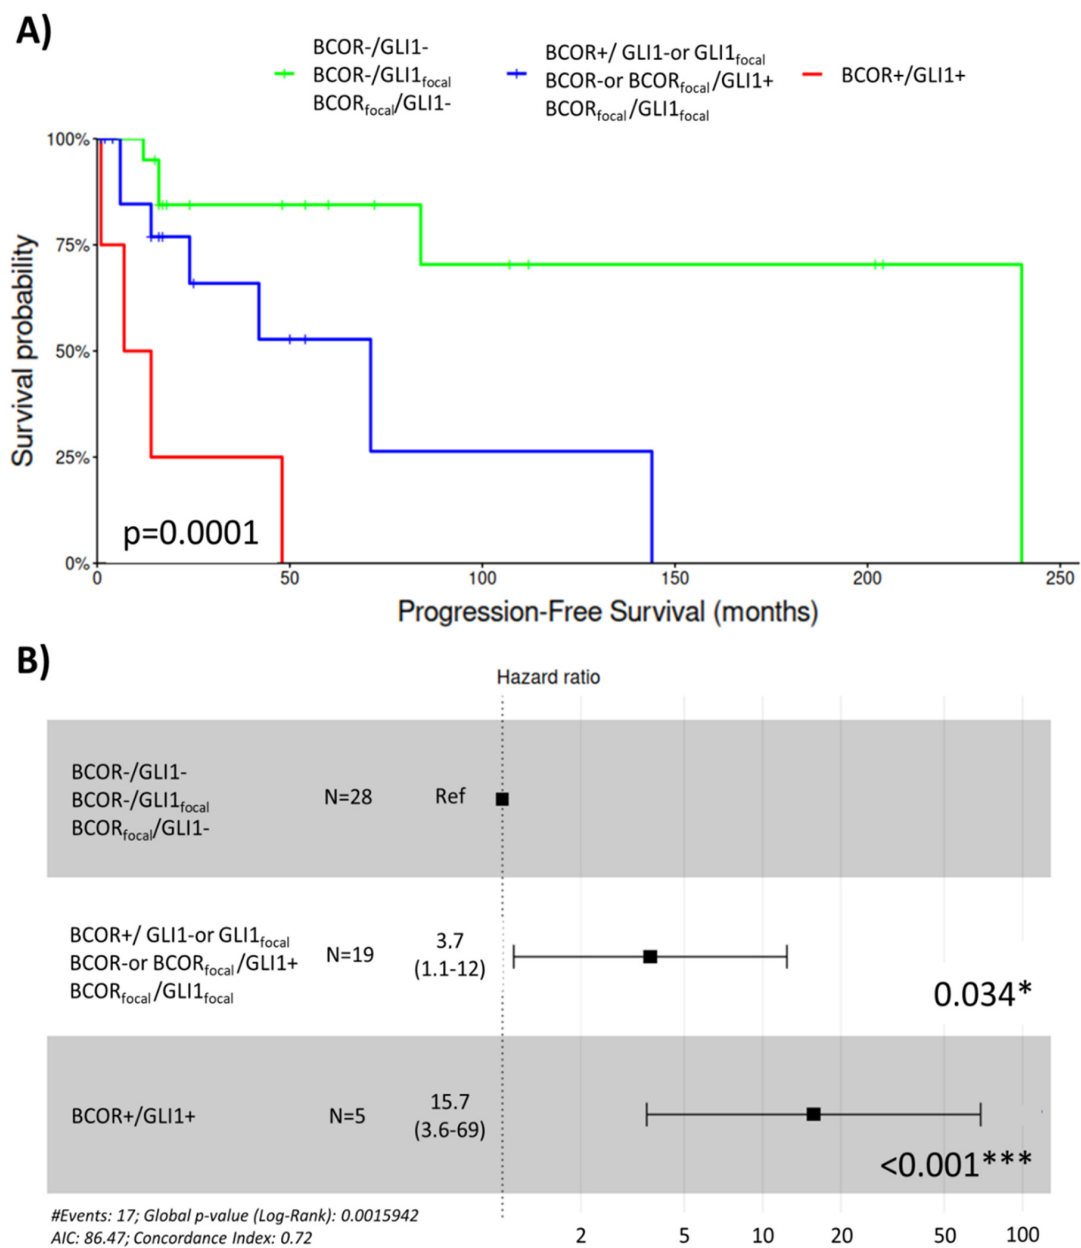 A)
BCOR-/GLI1-
BCOR-/GLI1focal
BCORfocal/GLI1-
BCOR+/ GLI1-or GLI1focal
BCOR-or BCORfocal/GLI1+
BCORfocal/GLI1focal
BCOR+/GLI1+
Survival probability
100%
75%
50%
25%
0%
p=0.0001
0 50 100 150 200 250
Progression-Free Survival (months)
B)
Hazard ratio
BCOR-/GLI1-
BCOR-/GLI1focal
BCORfocal/GLI1-
N=28
Ref
BCOR+/ GLI1-or GLI1focal
BCOR-or BCORfocal/GLI1+
BCORfocal/GLI1focal
N=19
3.7
(1.1-12)
0.034*
BCOR+/GLI1+
N=5
15.7
(3.6-69)
<0.001***
#Events: 17; Global p-value (Log-Rank): 0.0015942
AIC: 86.47; Concordance Index: 0.72
2 5 10 20 50 100